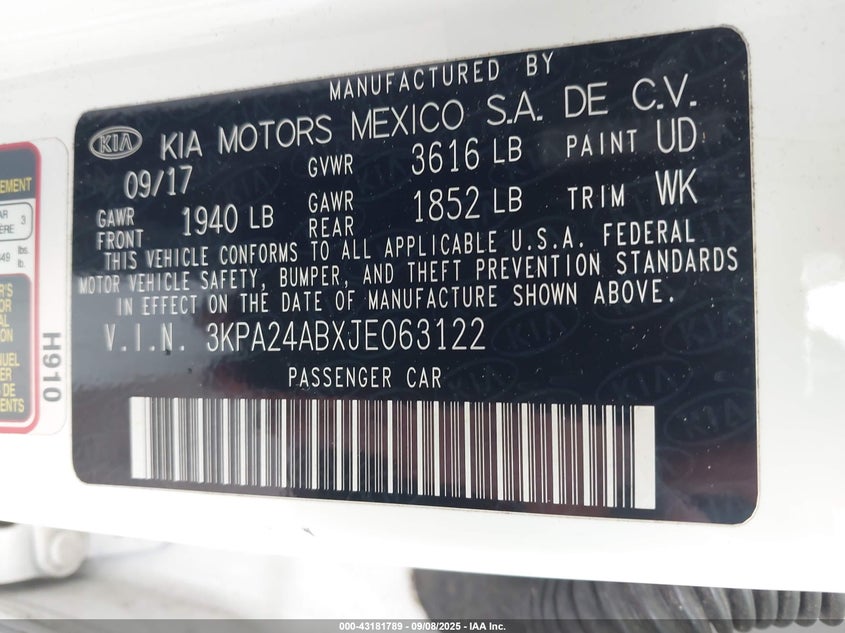 MANUFACTURED BY
KIA KIA MOTORS MEXICO S.A. DE C.V.
09/17 GVWR 3616 LB PAINT UD
GAWR FRONT 1940 LB GAWR REAR 1852 LB TRIM WK
THIS VEHICLE CONFORMS TO ALL APPLICABLE U.S.A. FEDERAL
MOTOR VEHICLE SAFETY, BUMPER, AND THEFT PREVENTION STANDARDS
IN EFFECT ON THE DATE OF MANUFACTURE SHOWN ABOVE.
V.I.N. 3KPA24ABXJE063122
PASSENGER CAR
H910
3
lbs.
lb.
000-43181789 - 09/08/2025 - IAA Inc.